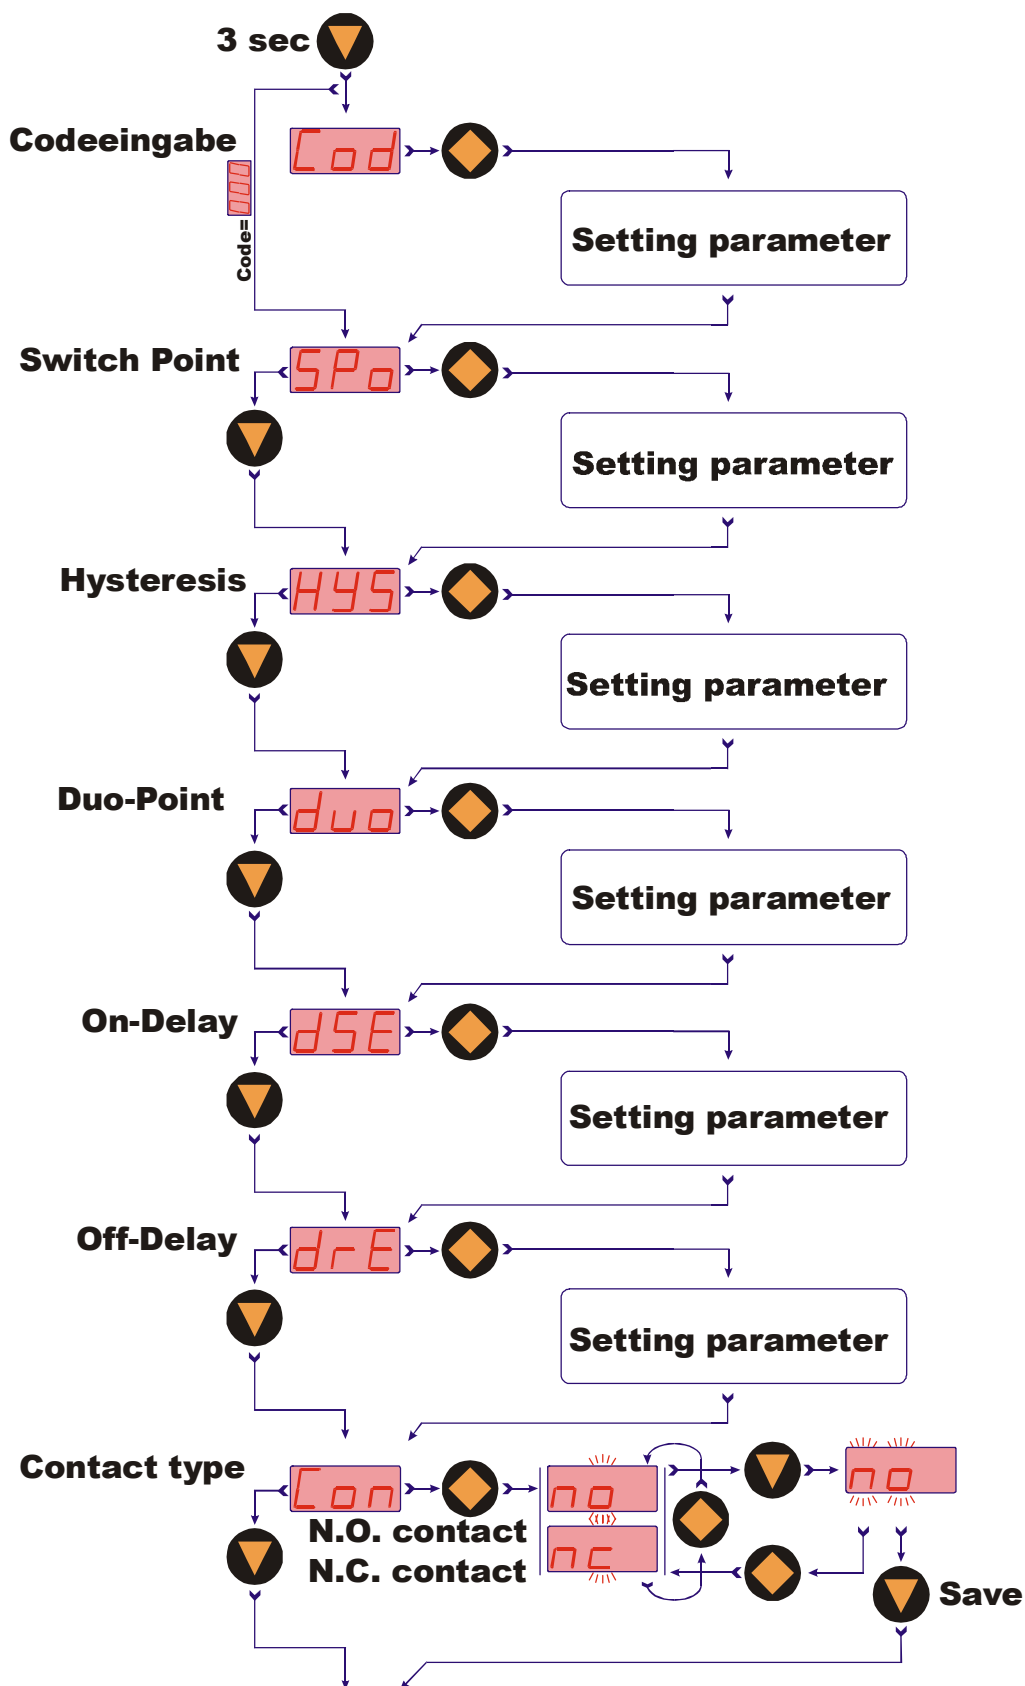 3 sec
Codeeingabe
Cod
Code=
Setting parameter
Switch Point
SPo
Setting parameter
Hysteresis
HYS
Setting parameter
Duo-Point
duo
Setting parameter
On-Delay
dSE
Setting parameter
Off-Delay
drE
Setting parameter
Contact type
Con
no
no
N.O. contact
nc
N.C. contact
Save